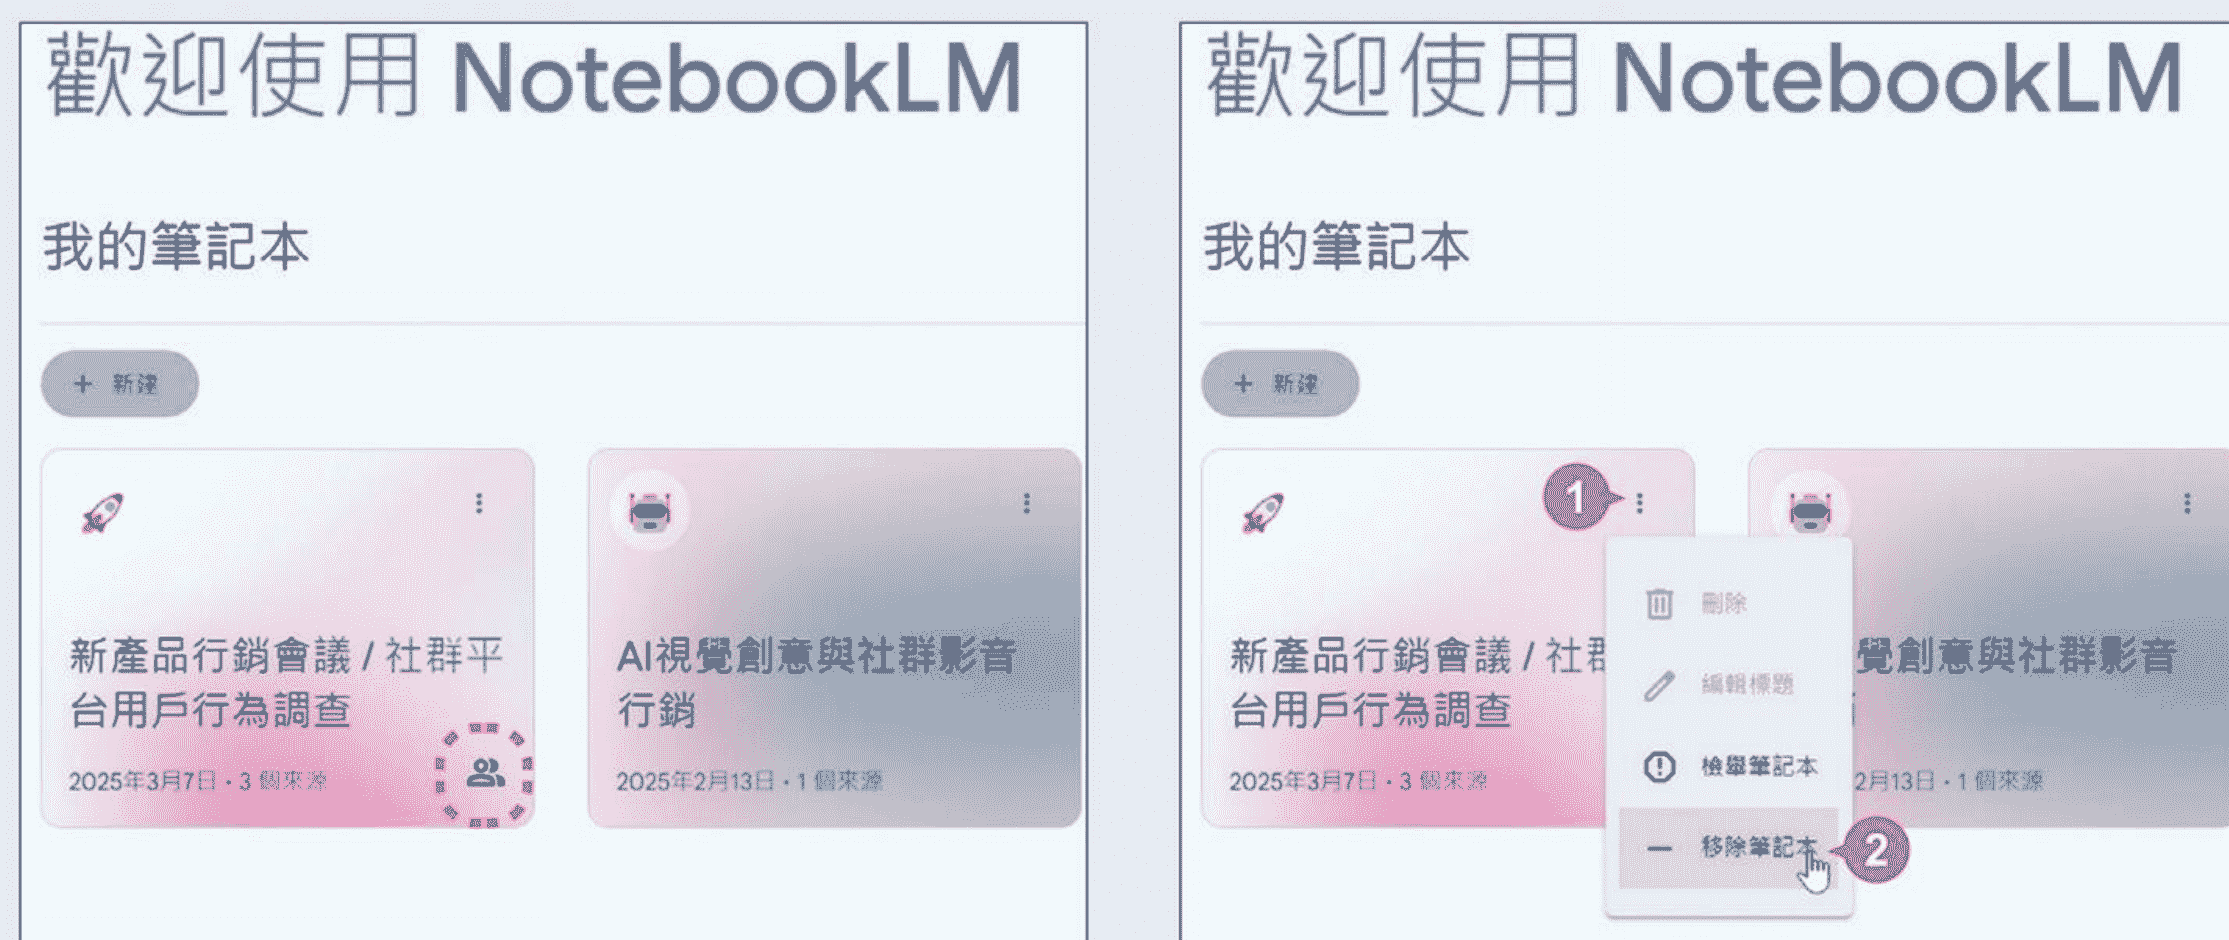 歡迎使用 NotebookLM
我的筆記本
+ 新建
新產品行銷會議 / 社群平
台用戶行為調查
2025年3月7日・3 個來源
AI視覺創意與社群影音
行銷
2025年2月13日・1 個來源
歡迎使用 NotebookLM
我的筆記本
+ 新建
1
新產品行銷會議 / 社群
台用戶行為調查
2025年3月7日・3 個來源
覺創意與社群影音
2月13日・1 個來源
刪除
編輯標題
檢舉筆記本
移除筆記本
2